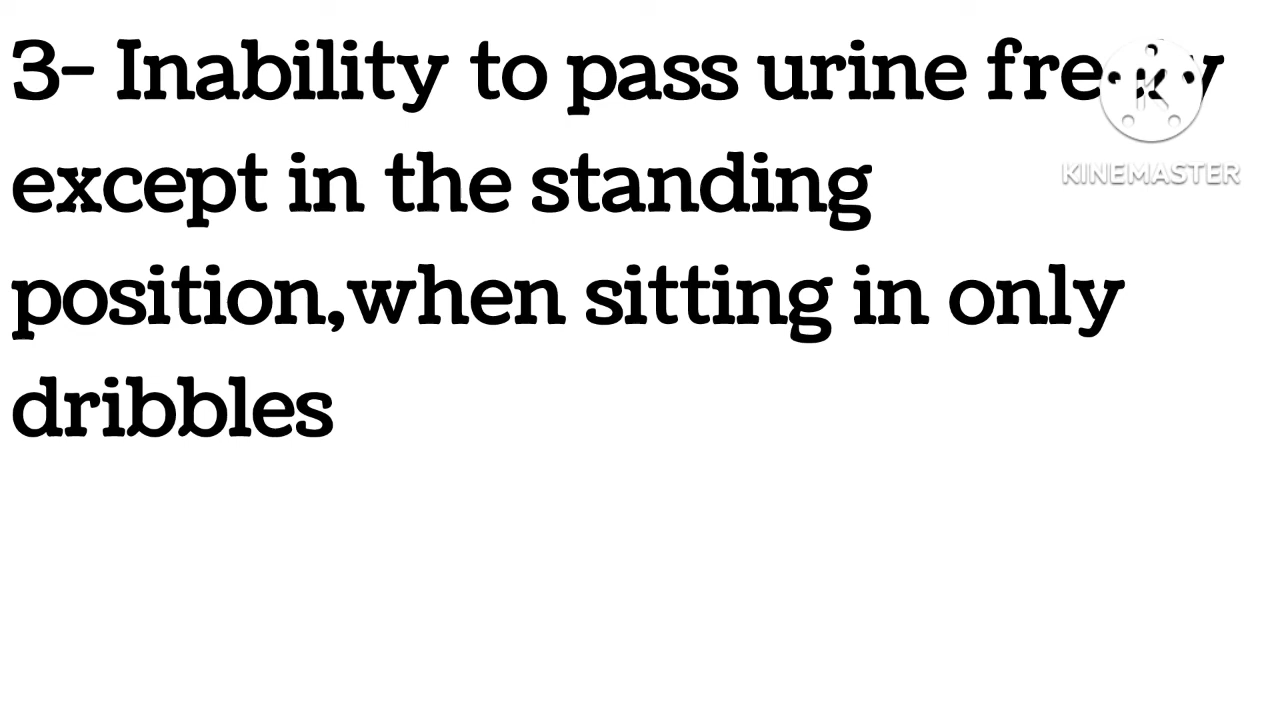 3- Inability to pass urine
except in the standing
position,when sitting in only
dribbles
KINEMASTER